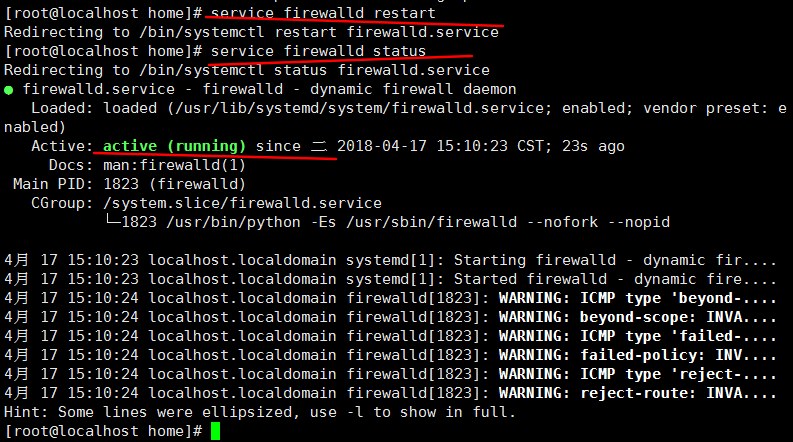 [root@localhost home]# service firewalld restart
Redirecting to /bin/systemctl restart firewalld.service
[root@localhost home]# service firewalld status
Redirecting to /bin/systemctl status firewalld.service
● firewalld.service - firewalld - dynamic firewall daemon
   Loaded: loaded (/usr/lib/systemd/system/firewalld.service; enabled; vendor preset: e
nabled)
   Active: active (running) since 二 2018-04-17 15:10:23 CST; 23s ago
     Docs: man:firewalld(1)
 Main PID: 1823 (firewalld)
   CGroup: /system.slice/firewalld.service
           └─1823 /usr/bin/python -Es /usr/sbin/firewalld --nofork --nopid
4月 17 15:10:23 localhost.localdomain systemd[1]: Starting firewalld - dynamic fir....
4月 17 15:10:23 localhost.localdomain systemd[1]: Started firewalld - dynamic fire....
4月 17 15:10:24 localhost.localdomain firewalld[1823]: WARNING: ICMP type 'beyond-....
4月 17 15:10:24 localhost.localdomain firewalld[1823]: WARNING: beyond-scope: INVA....
4月 17 15:10:24 localhost.localdomain firewalld[1823]: WARNING: ICMP type 'failed-....
4月 17 15:10:24 localhost.localdomain firewalld[1823]: WARNING: failed-policy: INV....
4月 17 15:10:24 localhost.localdomain firewalld[1823]: WARNING: ICMP type 'reject-....
4月 17 15:10:24 localhost.localdomain firewalld[1823]: WARNING: reject-route: INVA....
Hint: Some lines were ellipsized, use -l to show in full.
[root@localhost home]#